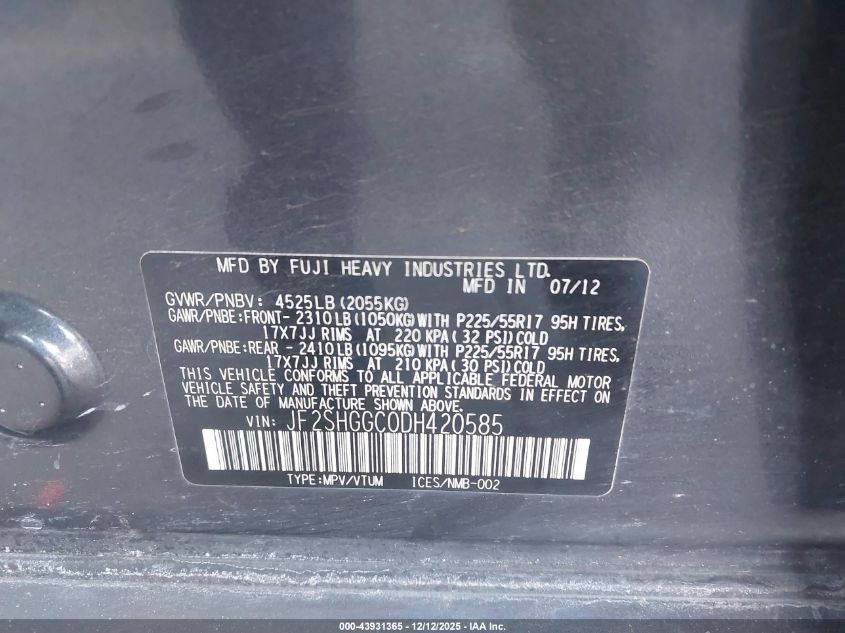 MFD BY FUJI HEAVY INDUSTRIES LTD.
MFD IN 07/12
GVWR/PNBV: 4525LB(2055KG)
GAWR/PNBE:FRONT- 2310LB(1050KG)WITH P225/55R17 95H TIRES,
17X7JJ RIMS AT 220 KPA( 32 PSI)COLD
GAWR/PNBE:REAR - 2410LB(1095KG)WITH P225/55R17 95H TIRES,
17X7JJ RIMS AT 210 KPA( 30 PSI)COLD
THIS VEHICLE CONFORMS TO ALL APPLICABLE FEDERAL MOTOR
VEHICLE SAFETY AND THEFT PREVENTION STANDARDS IN EFFECT ON
THE DATE OF MANUFACTURE SHOWN ABOVE.
VIN: JF2SHGGC0DH420585
TYPE:MPV/VTUM ICES/NMB-002
000-43931365 - 12/12/2025 - IAA Inc.